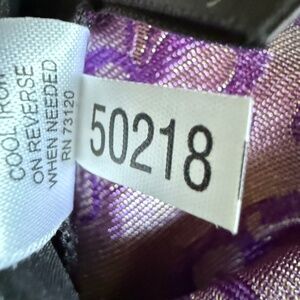 COOL IRON
ON REVERSE
WHEN NEEDED
RN 73120
50218